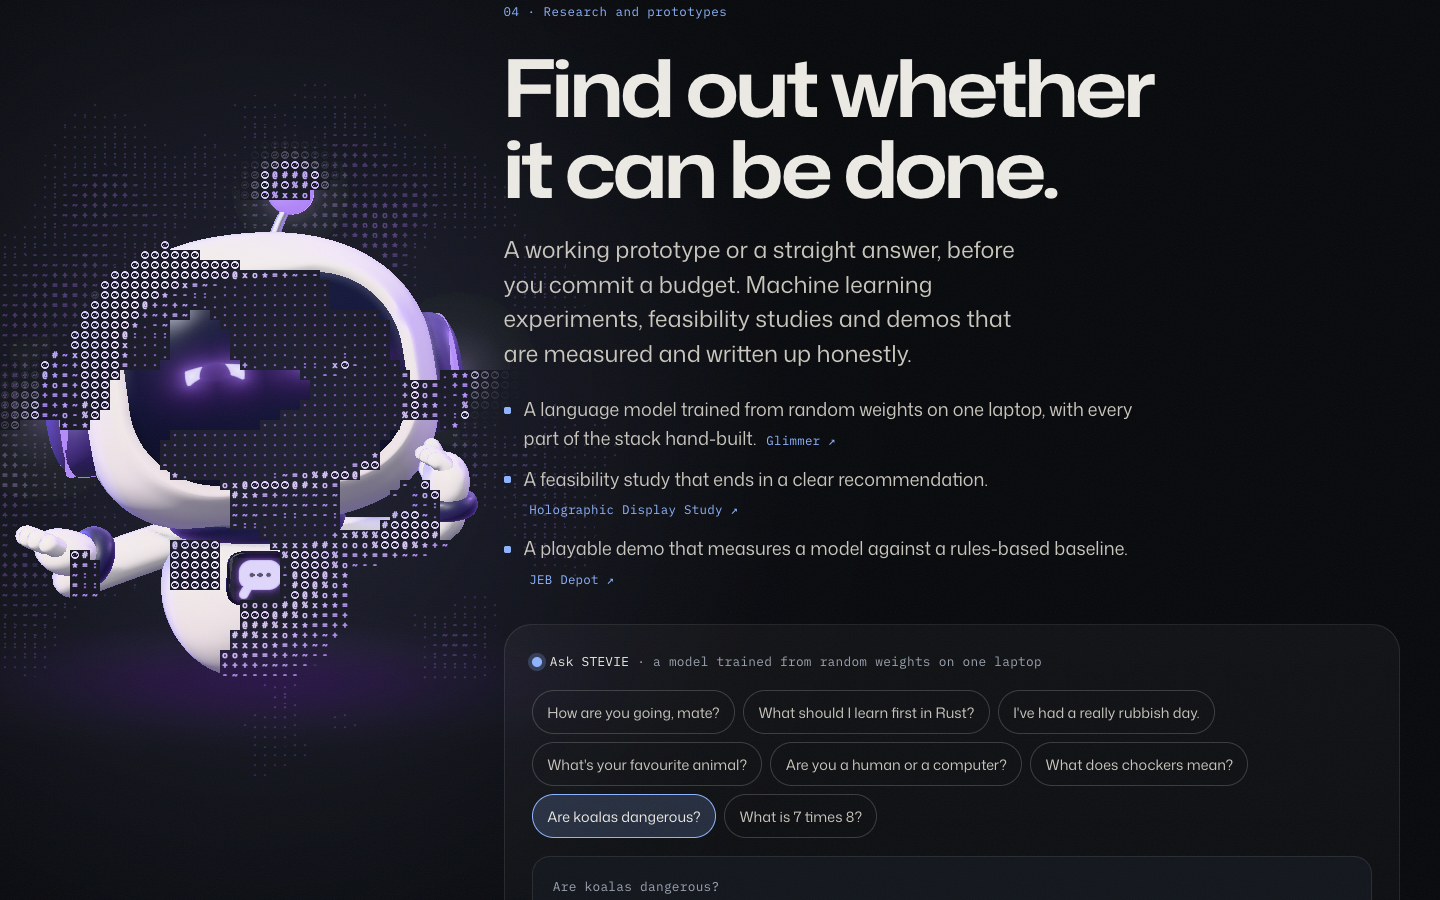 04 · Research and prototypes
Find out whether
it can be done.
A working prototype or a straight answer, before
you commit a budget. Machine learning
experiments, feasibility studies and demos that
are measured and written up honestly.
A language model trained from random weights on one laptop, with every
part of the stack hand-built. Glimmer ↗
A feasibility study that ends in a clear recommendation.
Holographic Display Study ↗
A playable demo that measures a model against a rules-based baseline.
JEB Depot ↗
Ask STEVIE · a model trained from random weights on one laptop
How are you going, mate? What should I learn first in Rust? I've had a really rubbish day.
What's your favourite animal? Are you a human or a computer? What does chockers mean?
Are koalas dangerous? What is 7 times 8?
Are koalas dangerous?